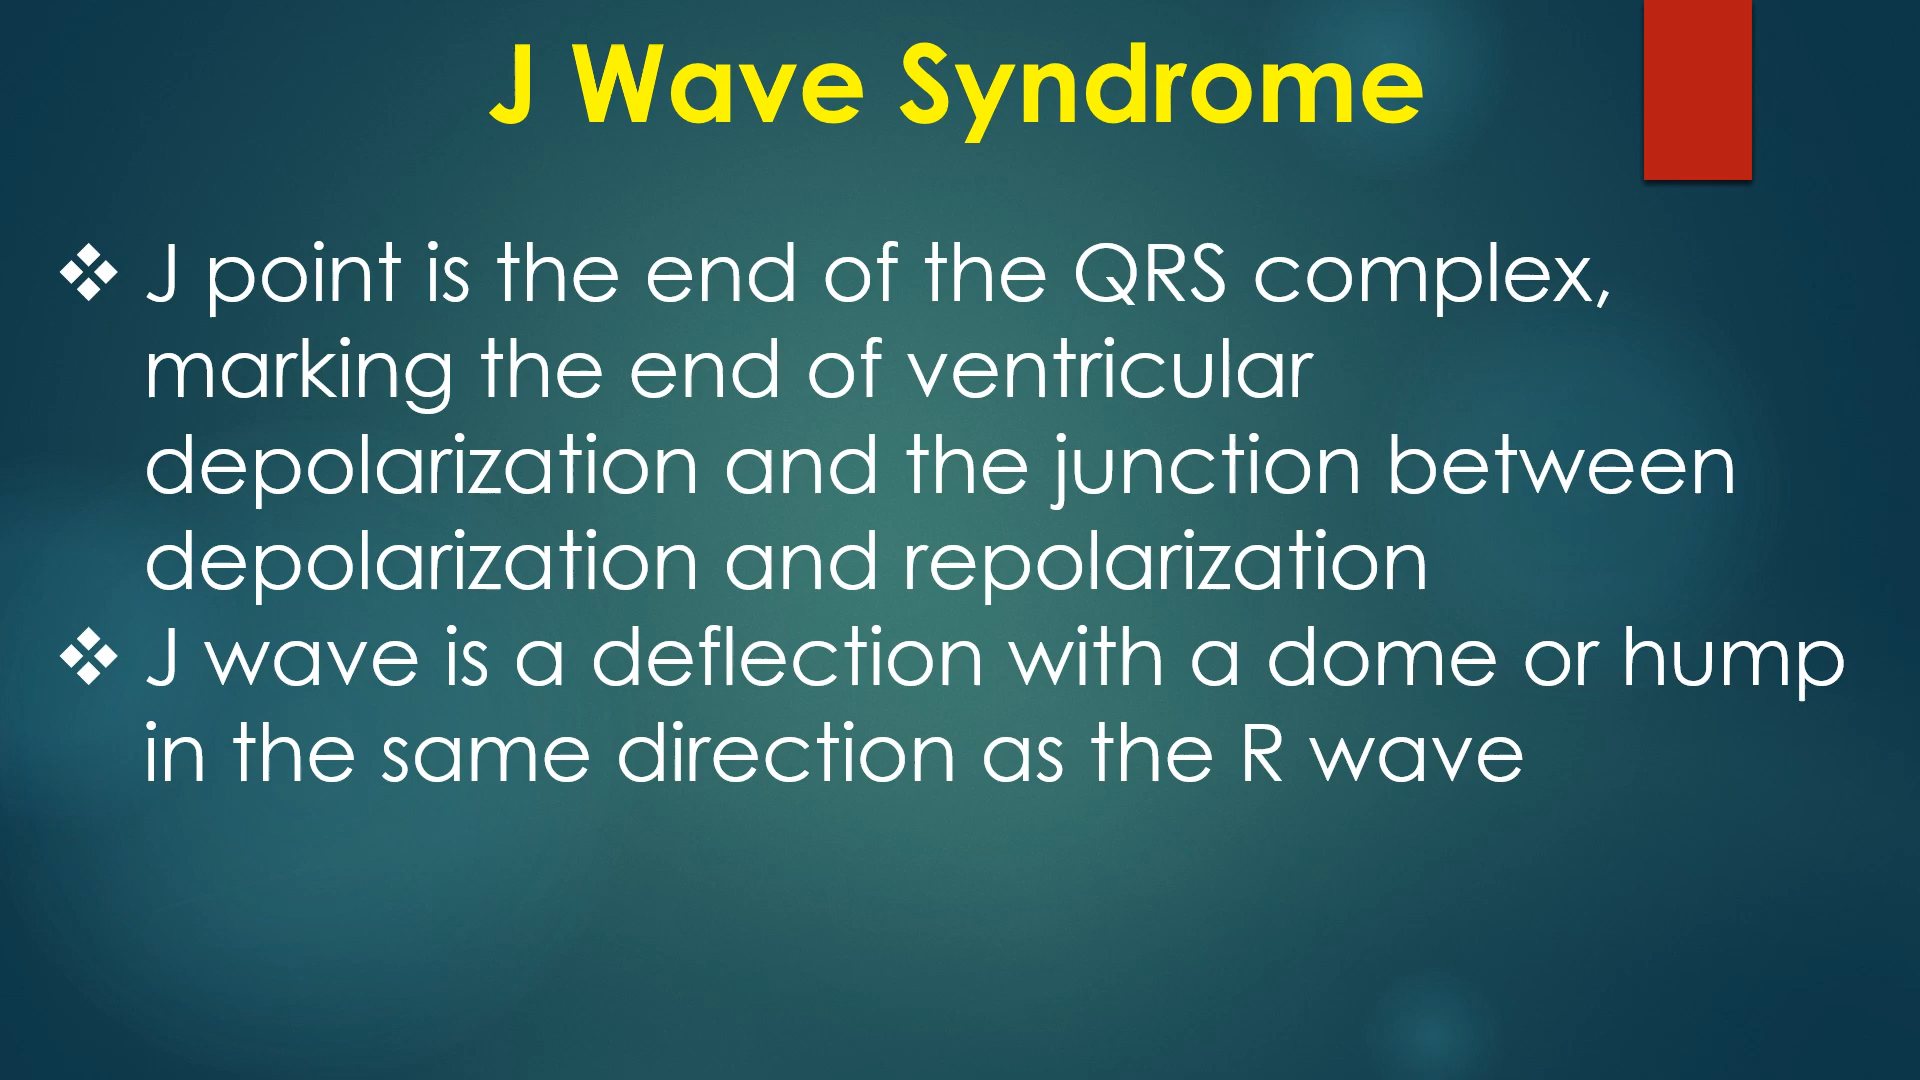 J Wave Syndrome
❖ J point is the end of the QRS complex,
marking the end of ventricular
depolarization and the junction between
depolarization and repolarization
❖ J wave is a deflection with a dome or hump
in the same direction as the R wave